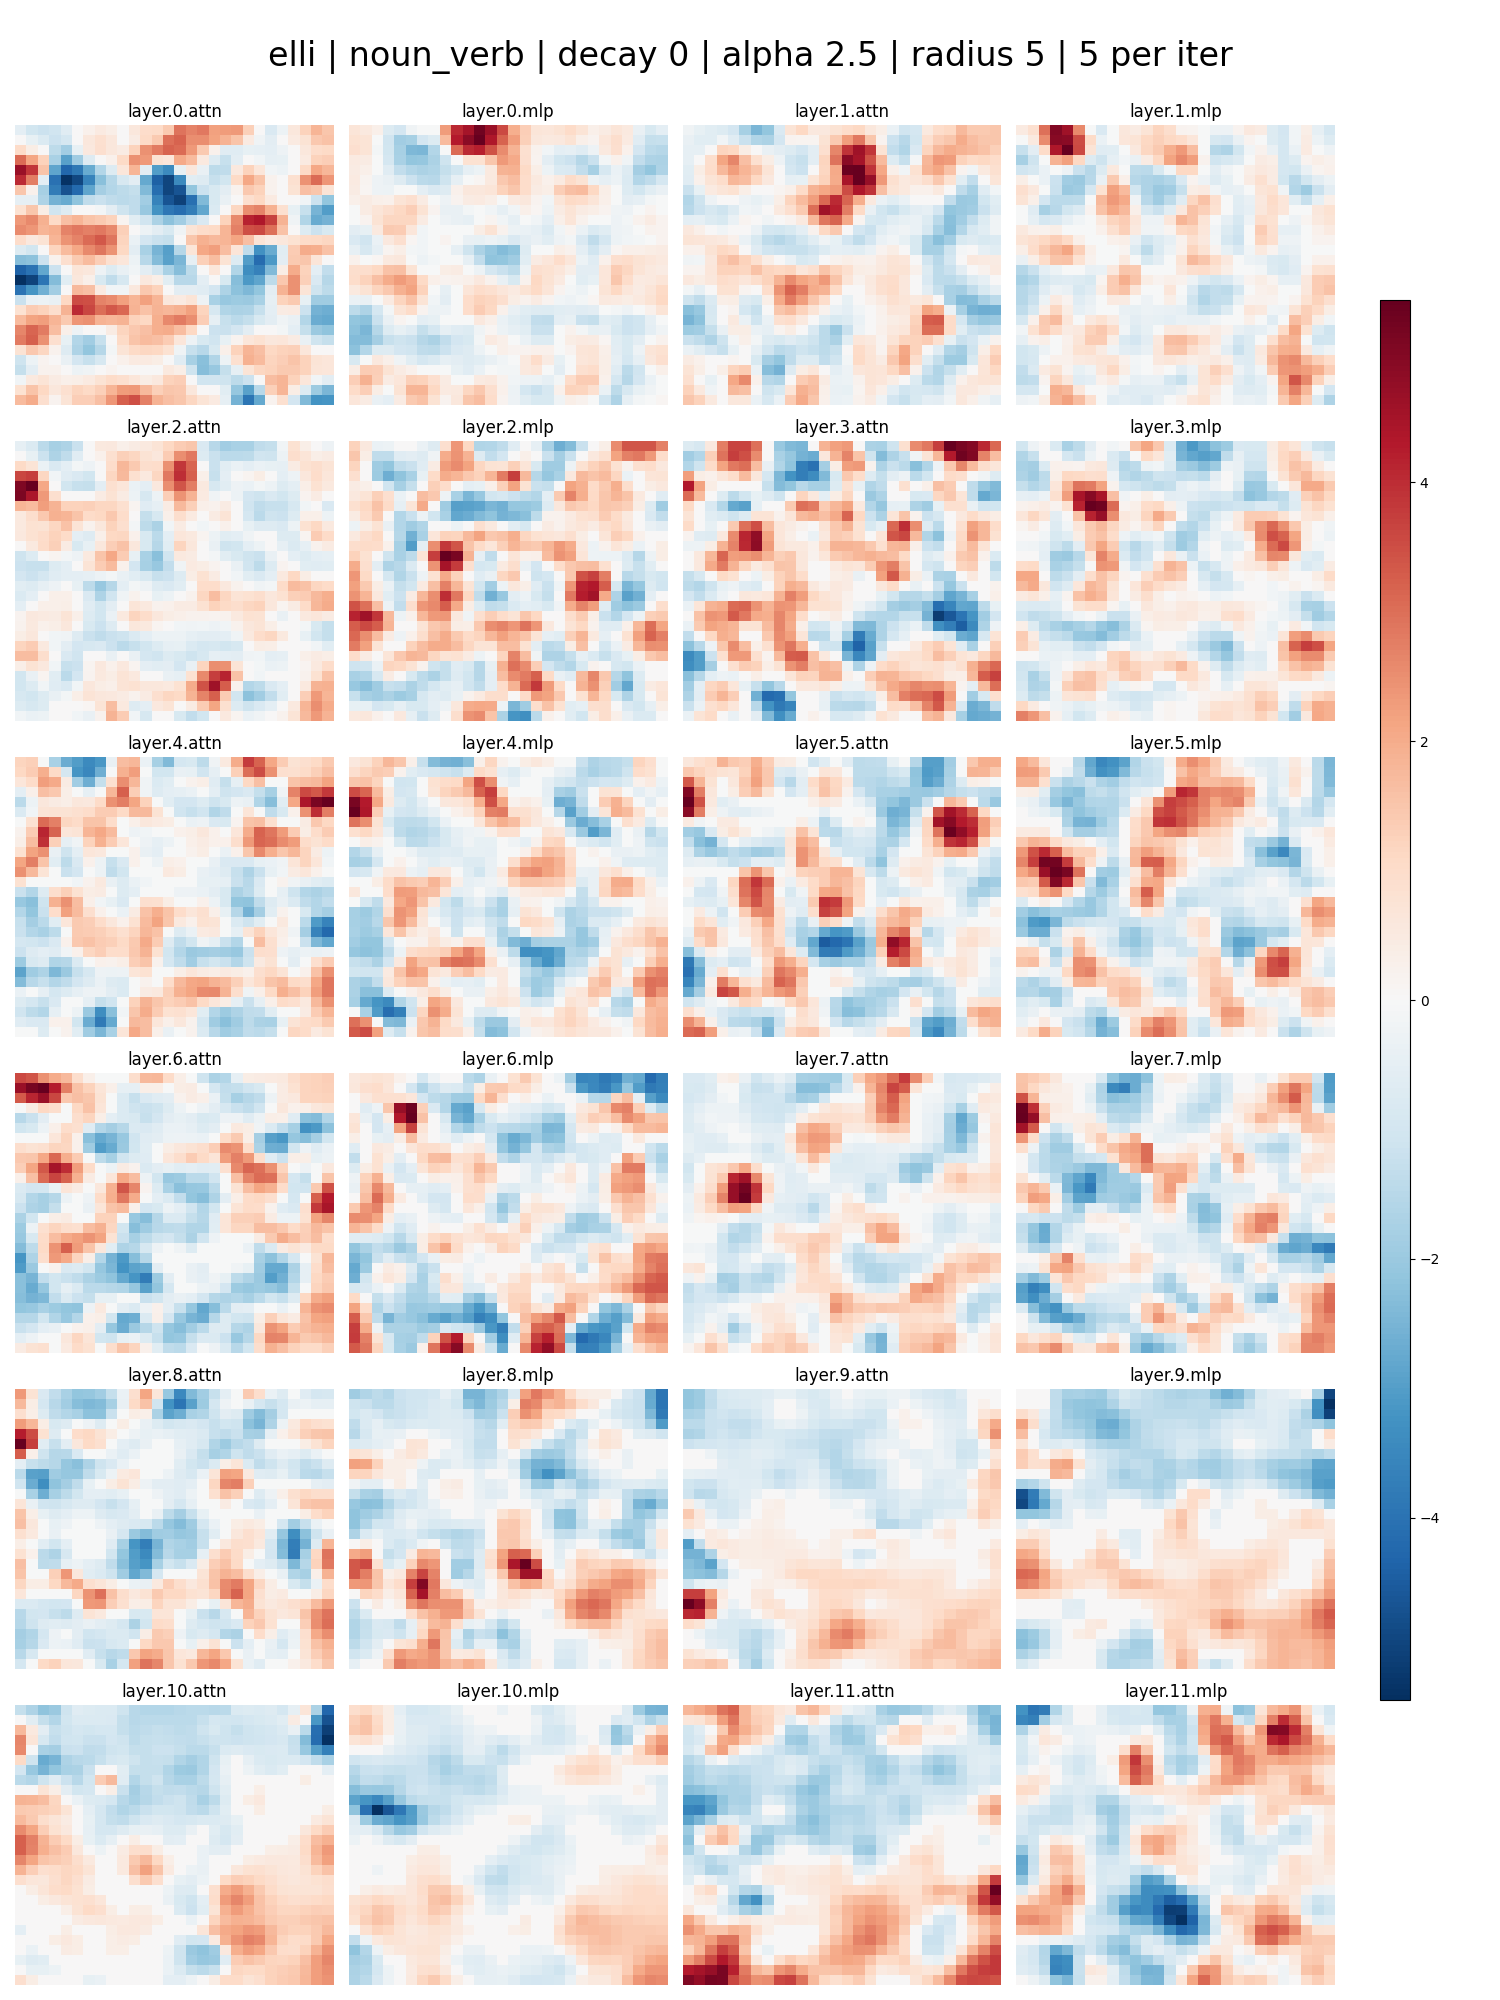 elli | noun_verb | decay 0 | alpha 2.5 | radius 5 | 5 per iter
layer.0.attn layer.0.mlp layer.1.attn layer.1.mlp
layer.2.attn layer.2.mlp layer.3.attn layer.3.mlp
4
layer.4.attn layer.4.mlp layer.5.attn layer.5.mlp
2
0
layer.6.attn layer.6.mlp layer.7.attn layer.7.mlp
−2
layer.8.attn layer.8.mlp layer.9.attn layer.9.mlp
−4
layer.10.attn layer.10.mlp layer.11.attn layer.11.mlp